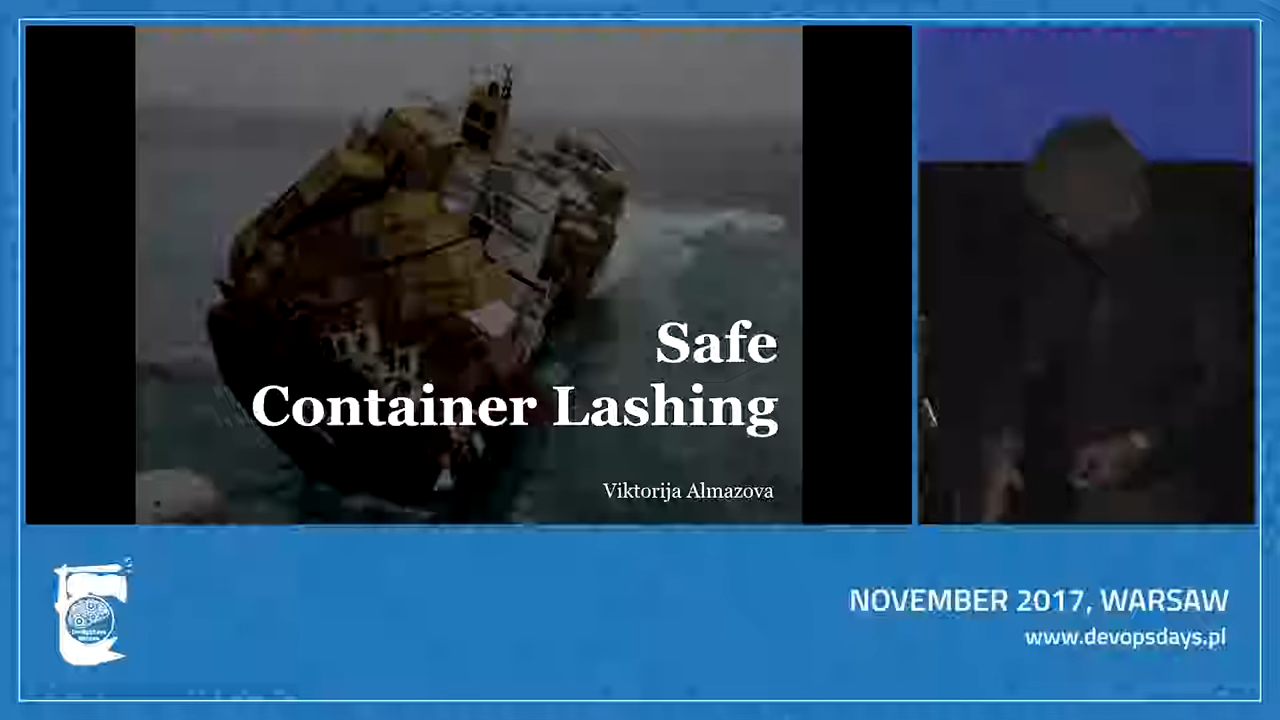 Safe
Container Lashing
Viktorija Almazova
NOVEMBER 2017, WARSAW
www.devopsdays.pl